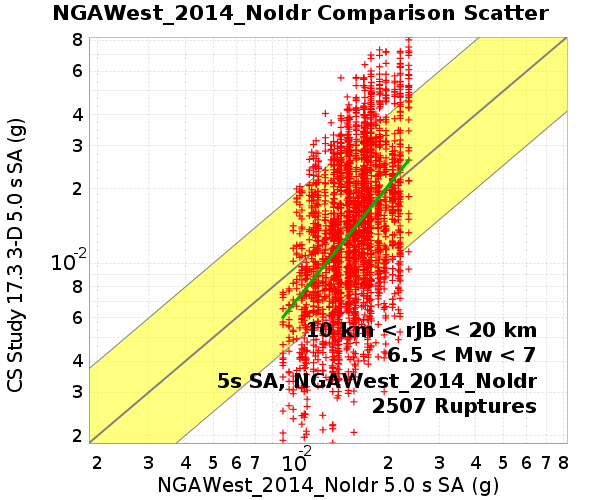 NGAWest_2014_NoIdr Comparison Scatter
CS Study 17.3 3-D 5.0 s SA (g)
8
6
4
3
2
10-2
8
6
4
3
2
10 km < rJB < 20 km
6.5 < Mw < 7
5s SA, NGAWest_2014_NoIdr
2507 Ruptures
2 3 4 5 6 7 10-2 2 3 4 5 6 7 8
NGAWest_2014_NoIdr 5.0 s SA (g)